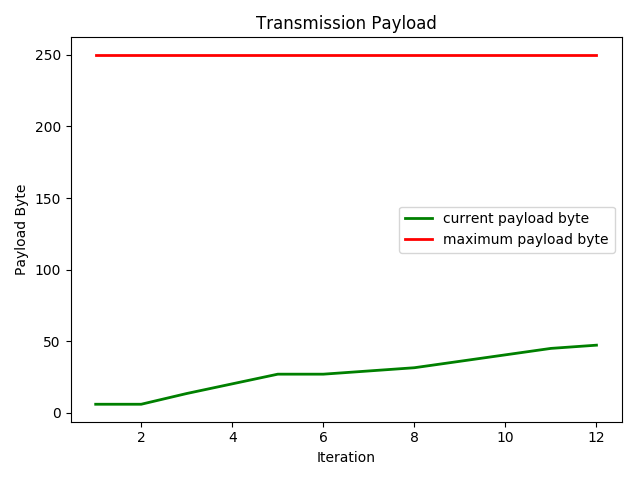 Transmission Payload
Payload Byte
250
200
150
100
50
0
current payload byte
maximum payload byte
2
4
6
8
10
12
Iteration